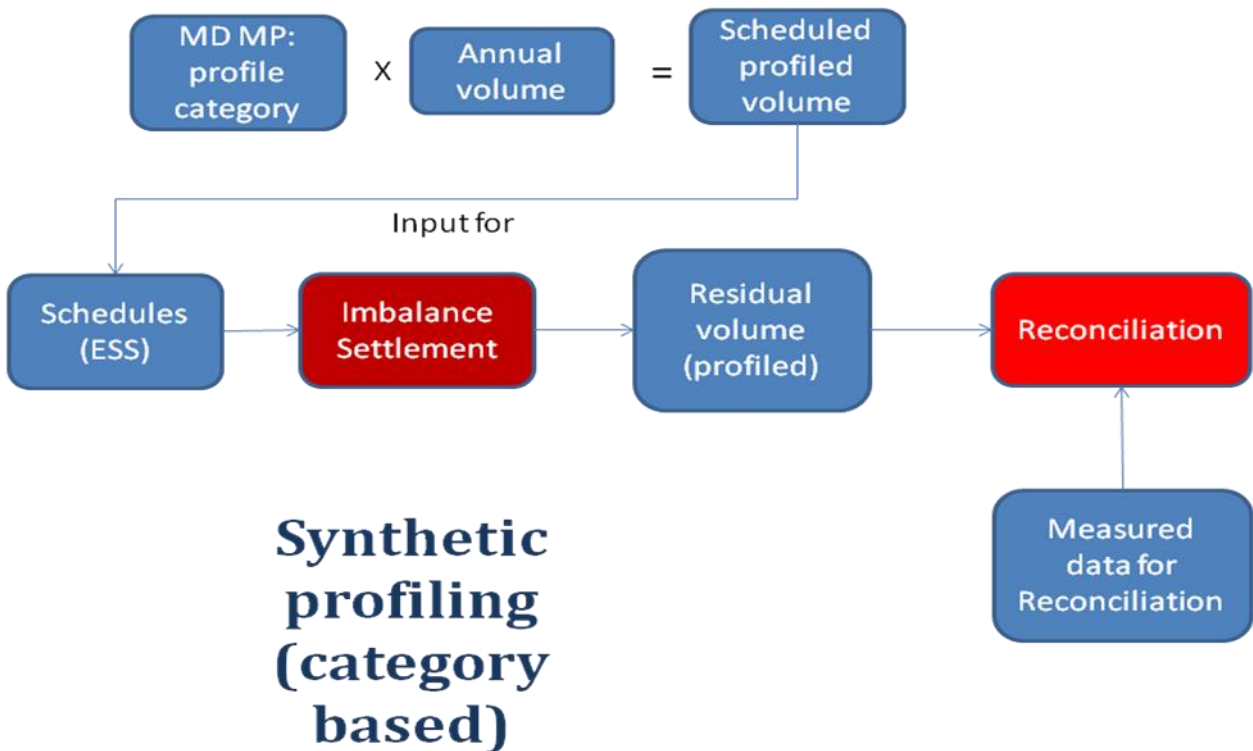 MD MP:
profile
category
X
Annual
volume
=
Scheduled
profiled
volume
Input for
Schedules
(ESS)
Imbalance
Settlement
Residual
volume
(profiled)
Reconciliation
Measured
data for
Reconciliation
Synthetic
profiling
(category
based)